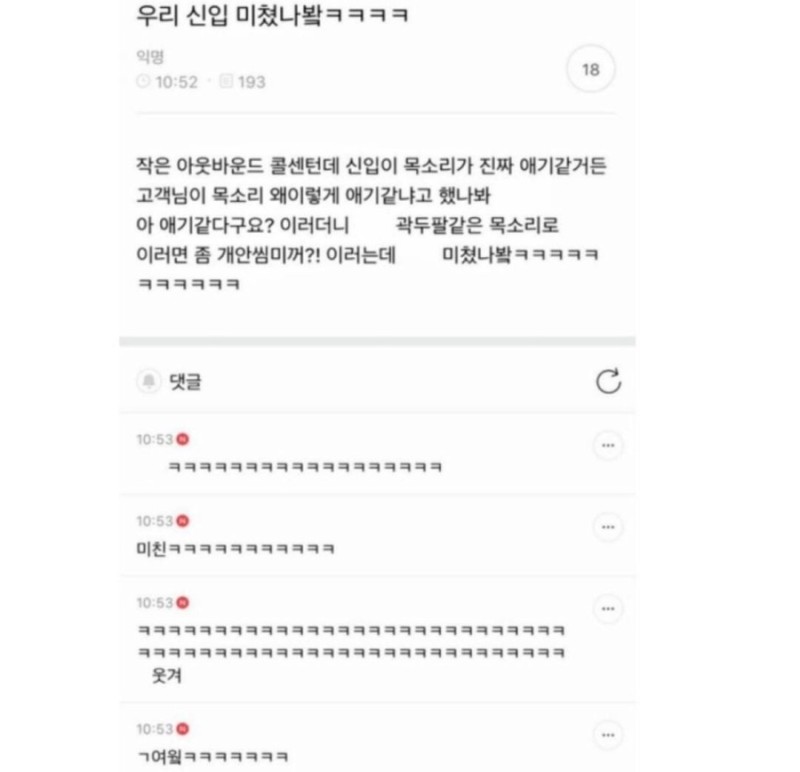 우리 신입 미쳤나봨ㅋㅋㅋㅋ
익명
10:52 · 193
18
작은 아웃바운드 콜센턴데 신입이 목소리가 진짜 애기같거든
고객님이 목소리 왜이렇게 애기같냐고 했나봐
아 애기같다구요? 이러더니 곽두팔같은 목소리로
이러면 좀 개안씸미꺼?! 이러는데 미쳤나봨ㅋㅋㅋㅋㅋ
ㅋㅋㅋㅋㅋㅋㅋ
댓글
10:53 N
ㅋㅋㅋㅋㅋㅋㅋㅋㅋㅋㅋㅋㅋㅋㅋㅋㅋㅋ
10:53 N
미친ㅋㅋㅋㅋㅋㅋㅋㅋㅋㅋㅋ
10:53 N
ㅋㅋㅋㅋㅋㅋㅋㅋㅋㅋㅋㅋㅋㅋㅋㅋㅋㅋㅋㅋㅋㅋㅋㅋㅋㅋㅋㅋ
ㅋㅋㅋㅋㅋㅋㅋㅋㅋㅋㅋㅋㅋㅋㅋㅋㅋㅋㅋㅋㅋㅋㅋㅋㅋㅋㅋㅋ
웃겨
10:53 N
ㄱ여웤ㅋㅋㅋㅋㅋㅋㅋ